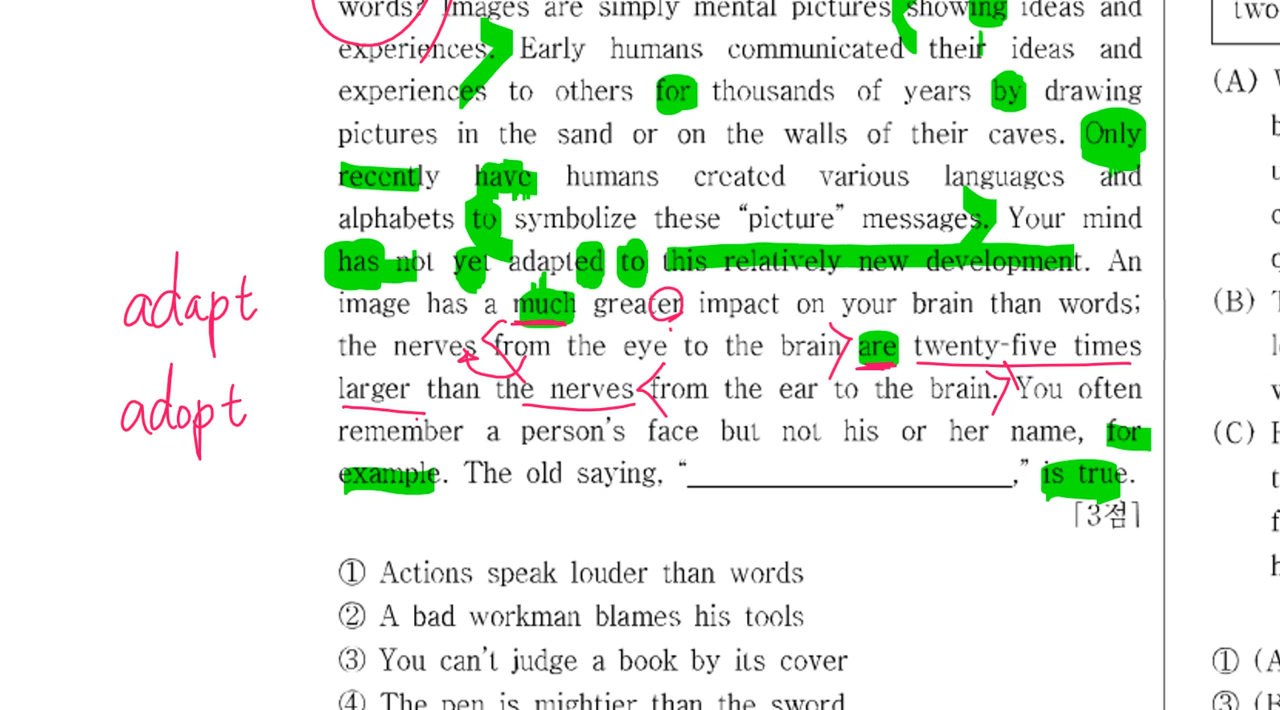 words. Images are simply mental pictures showing ideas and
experiences. Early humans communicated their ideas and
experiences to others for thousands of years by drawing
pictures in the sand or on the walls of their caves. Only
recently have humans created various languages and
alphabets to symbolize these “picture” messages. Your mind
has not yet adapted to this relatively new development. An
image has a much greater impact on your brain than words;
the nerves from the eye to the brain are twenty-five times
larger than the nerves from the ear to the brain. You often
remember a person's face but not his or her name, for
example. The old saying, “____________,” is true.
[3점]
① Actions speak louder than words
② A bad workman blames his tools
③ You can't judge a book by its cover
④ The pen is mightier than the sword
adapt
adopt
two
(A)
(B)
(C)
① (A
③ (B